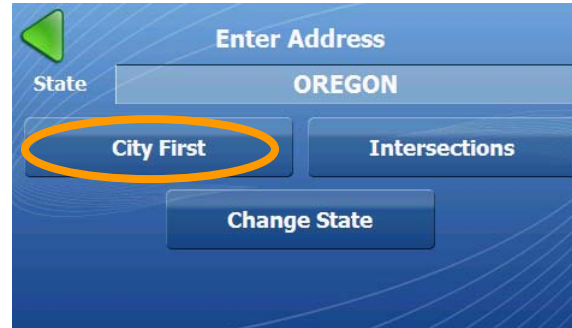 Enter Address
State OREGON
City First Intersections
Change State